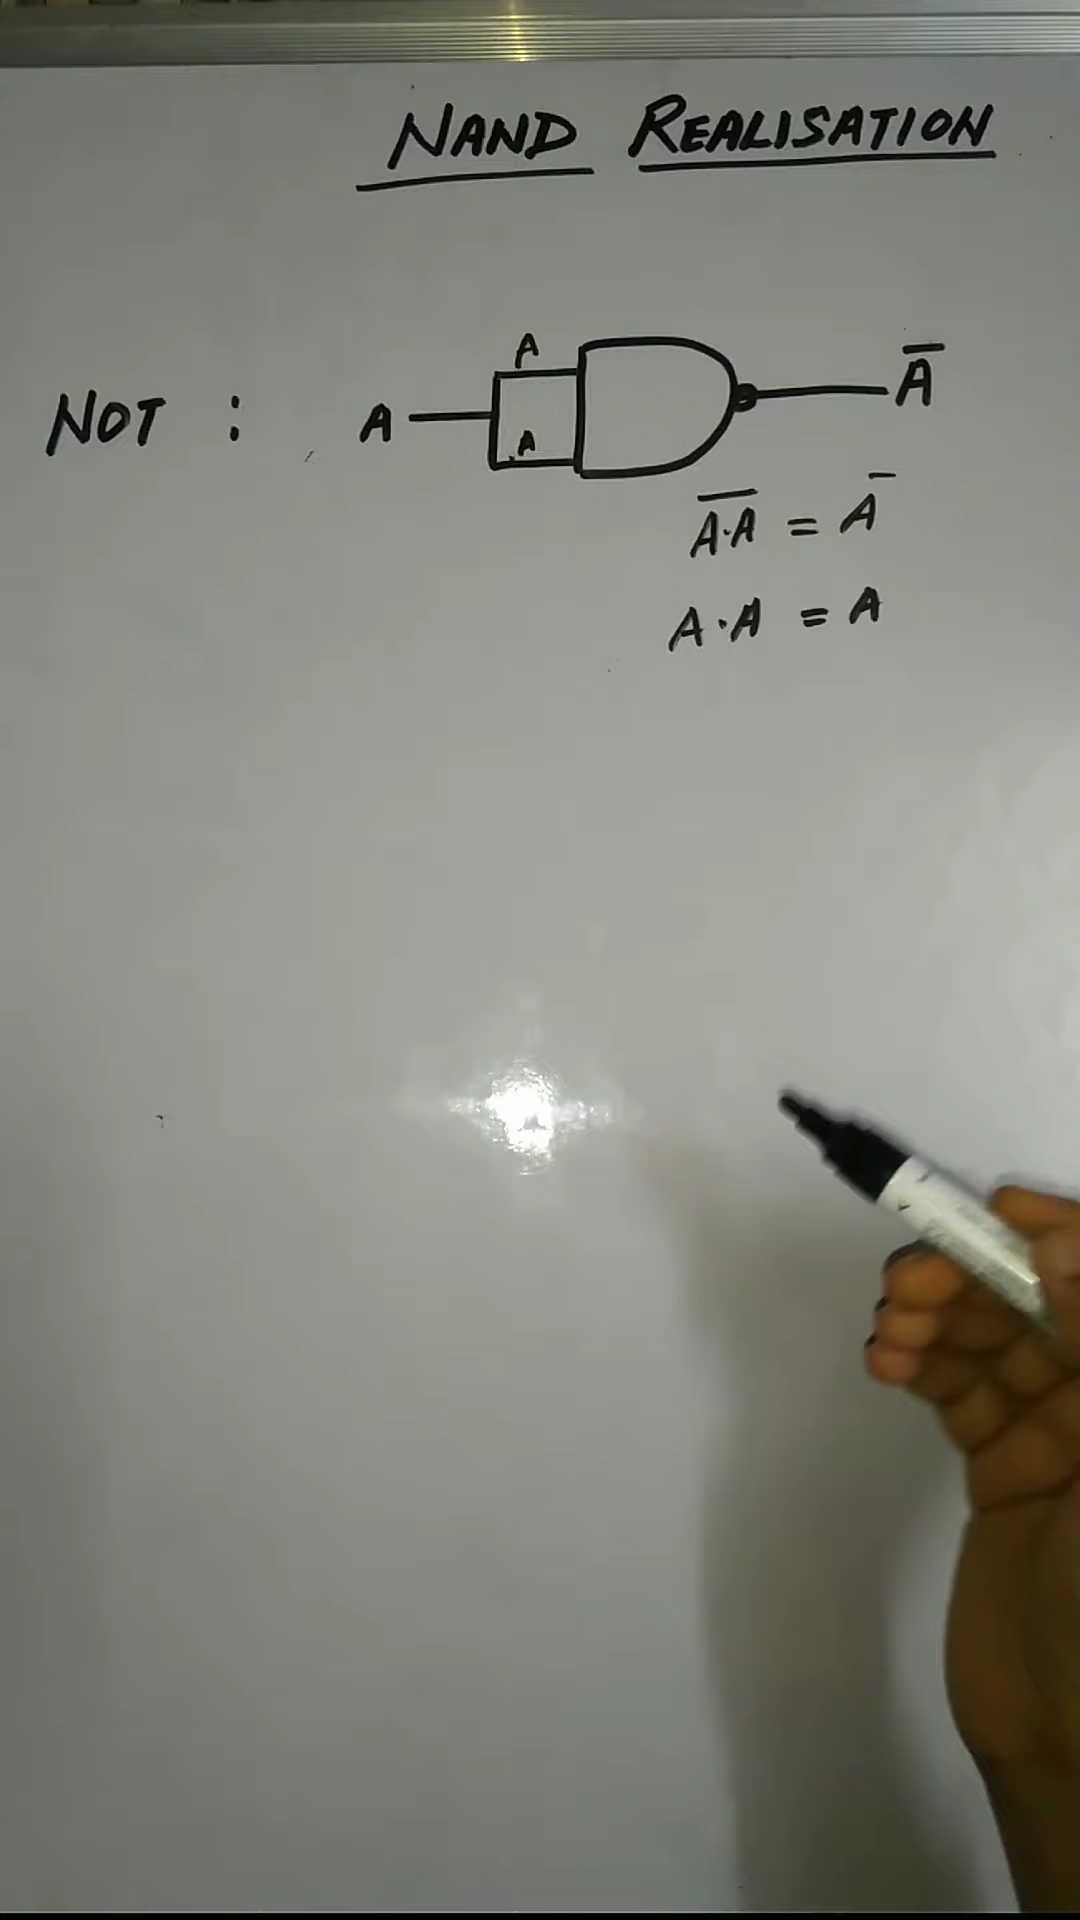 NAND REALISATION
NOT : A A A A̅
A·A̅ = A̅
A·A = A